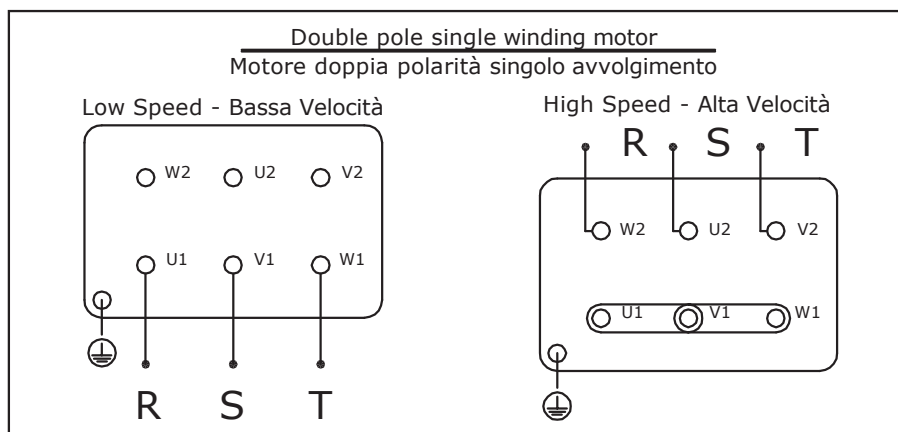 Double pole single winding motor
Motore doppia polarità singolo avvolgimento
Low Speed - Bassa Velocità
W2 U2 V2
U1 V1 W1
R S T
High Speed - Alta Velocità
R S T
W2 U2 V2
U1 V1 W1